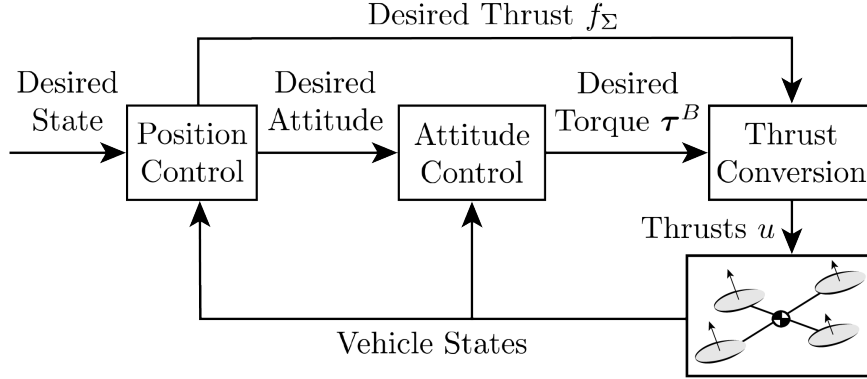 Desired Thrust f_Σ
Desired
State
Desired
Attitude
Desired
Torque τ^B
Position
Control
Attitude
Control
Thrust
Conversion
Thrusts u
Vehicle States